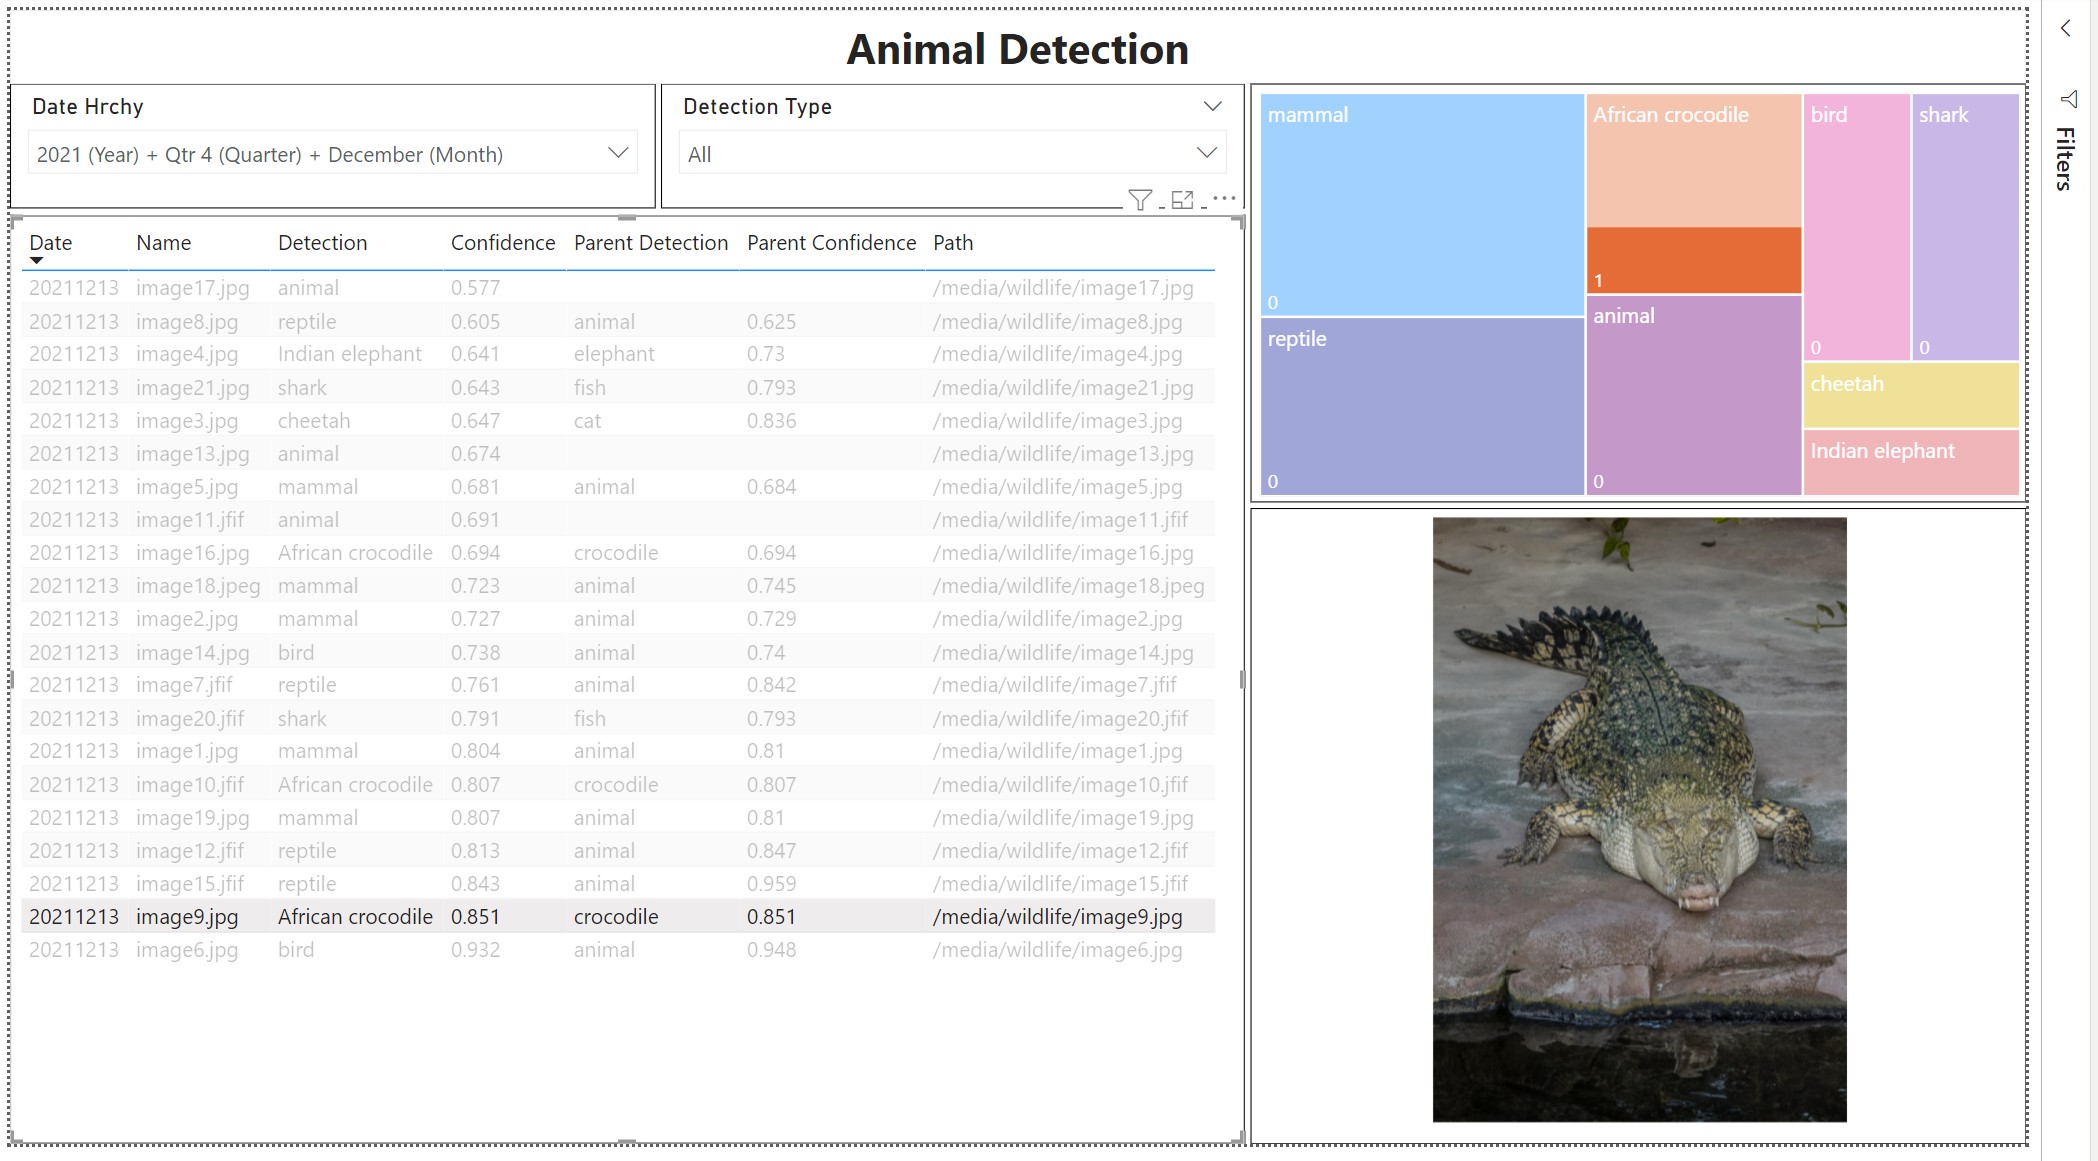 Animal Detection
Date Hrchy
2021 (Year) + Qtr 4 (Quarter) + December (Month)
Detection Type
All
Date Name Detection Confidence Parent Detection Parent Confidence Path
20211213 image17.jpg animal 0.577 /media/wildlife/image17.jpg
20211213 image8.jpg reptile 0.605 animal 0.625 /media/wildlife/image8.jpg
20211213 image4.jpg Indian elephant 0.641 elephant 0.73 /media/wildlife/image4.jpg
20211213 image21.jpg shark 0.643 fish 0.793 /media/wildlife/image21.jpg
20211213 image3.jpg cheetah 0.647 cat 0.836 /media/wildlife/image3.jpg
20211213 image13.jpg animal 0.674 /media/wildlife/image13.jpg
20211213 image5.jpg mammal 0.681 animal 0.684 /media/wildlife/image5.jpg
20211213 image11.jfif animal 0.691 /media/wildlife/image11.jfif
20211213 image16.jpg African crocodile 0.694 crocodile 0.694 /media/wildlife/image16.jpg
20211213 image18.jpeg mammal 0.723 animal 0.745 /media/wildlife/image18.jpeg
20211213 image2.jpg mammal 0.727 animal 0.729 /media/wildlife/image2.jpg
20211213 image14.jpg bird 0.738 animal 0.74 /media/wildlife/image14.jpg
20211213 image7.jfif reptile 0.761 animal 0.842 /media/wildlife/image7.jfif
20211213 image20.jfif shark 0.791 fish 0.793 /media/wildlife/image20.jfif
20211213 image1.jpg mammal 0.804 animal 0.81 /media/wildlife/image1.jpg
20211213 image10.jfif African crocodile 0.807 crocodile 0.807 /media/wildlife/image10.jfif
20211213 image19.jpg mammal 0.807 animal 0.81 /media/wildlife/image19.jpg
20211213 image12.jfif reptile 0.813 animal 0.847 /media/wildlife/image12.jfif
20211213 image15.jfif reptile 0.843 animal 0.959 /media/wildlife/image15.jfif
20211213 image9.jpg African crocodile 0.851 crocodile 0.851 /media/wildlife/image9.jpg
20211213 image6.jpg bird 0.932 animal 0.948 /media/wildlife/image6.jpg
mammal
0
reptile
0
African crocodile
1
animal
0
bird
0
shark
0
cheetah
Indian elephant
Filters